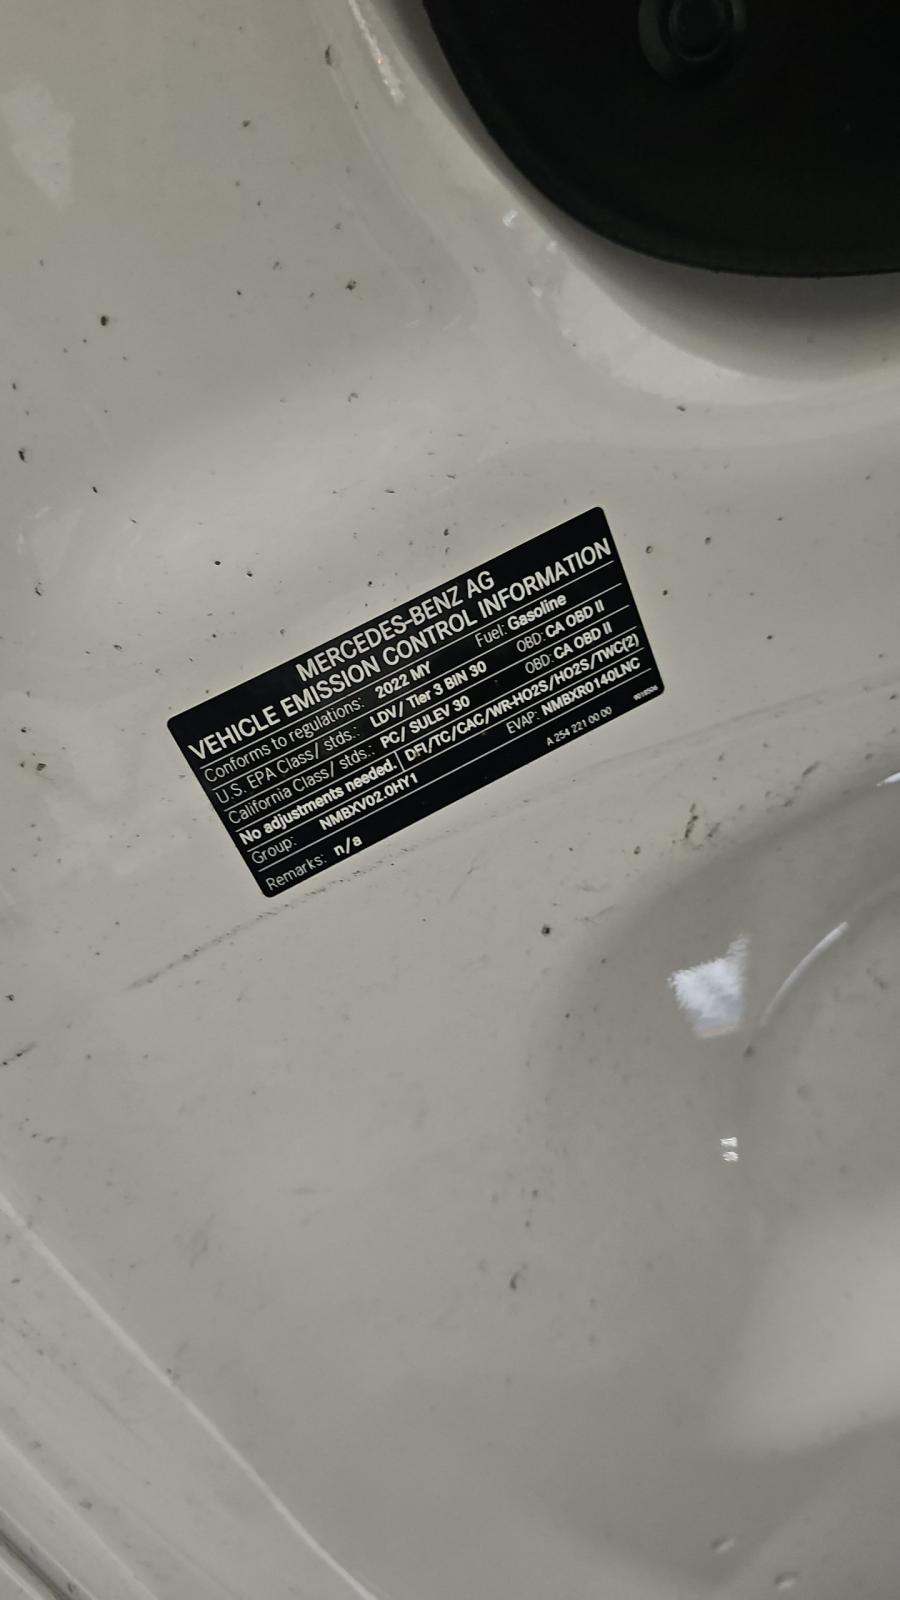 MERCEDES-BENZ AG
VEHICLE EMISSION CONTROL INFORMATION
Conforms to regulations: 2022 MY Fuel: Gasoline
U.S. EPA Class/ stds.: LDV/ Tier 3 BIN 30 OBD: CA OBD II
California Class/ stds.: PC/ SULEV 30 OBD: CA OBD II
No adjustments needed. DFI/TC/CAC/WR-HO2S/HO2S/TWC(2)
Group: NMBXV02.0HY1 EVAP: NMBXR0140LNC
Remarks: n/a A 254 221 00 00